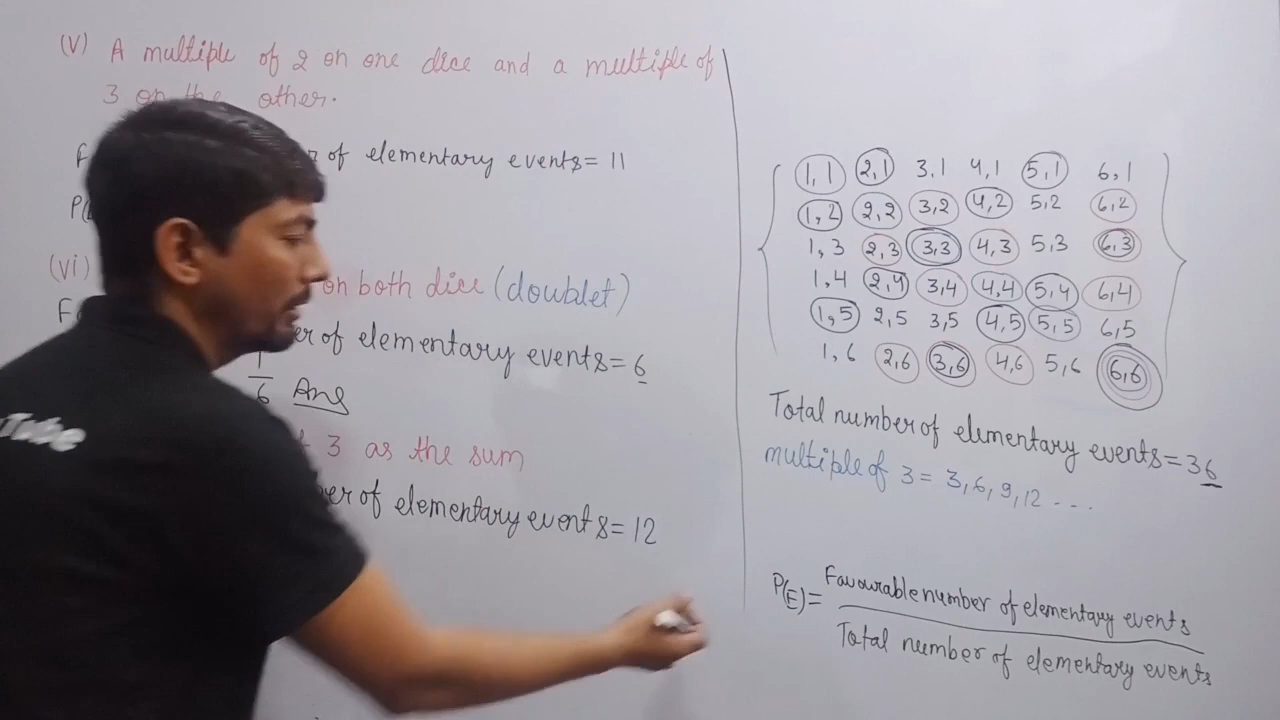 (v) A multiple of 2 on one dice and a multiple of
3 on the other.
of elementary events= 11
(vi)
on both dice (doublet)
of elementary events= 6
1/6 Ans
3 as the sum
of elementary events= 12
Tube
1,1 2,1 3,1 4,1 5,1 6,1
1,2 2,2 3,2 4,2 5,2 6,2
1,3 2,3 3,3 4,3 5,3 6,3
1,4 2,4 3,4 4,4 5,4 6,4
1,5 2,5 3,5 4,5 5,5 6,5
1,6 2,6 3,6 4,6 5,6 6,6
Total number of elementary events= 36
multiple of 3 = 3,6,9,12 ...
P(E)= Favourable number of elementary events
Total number of elementary events